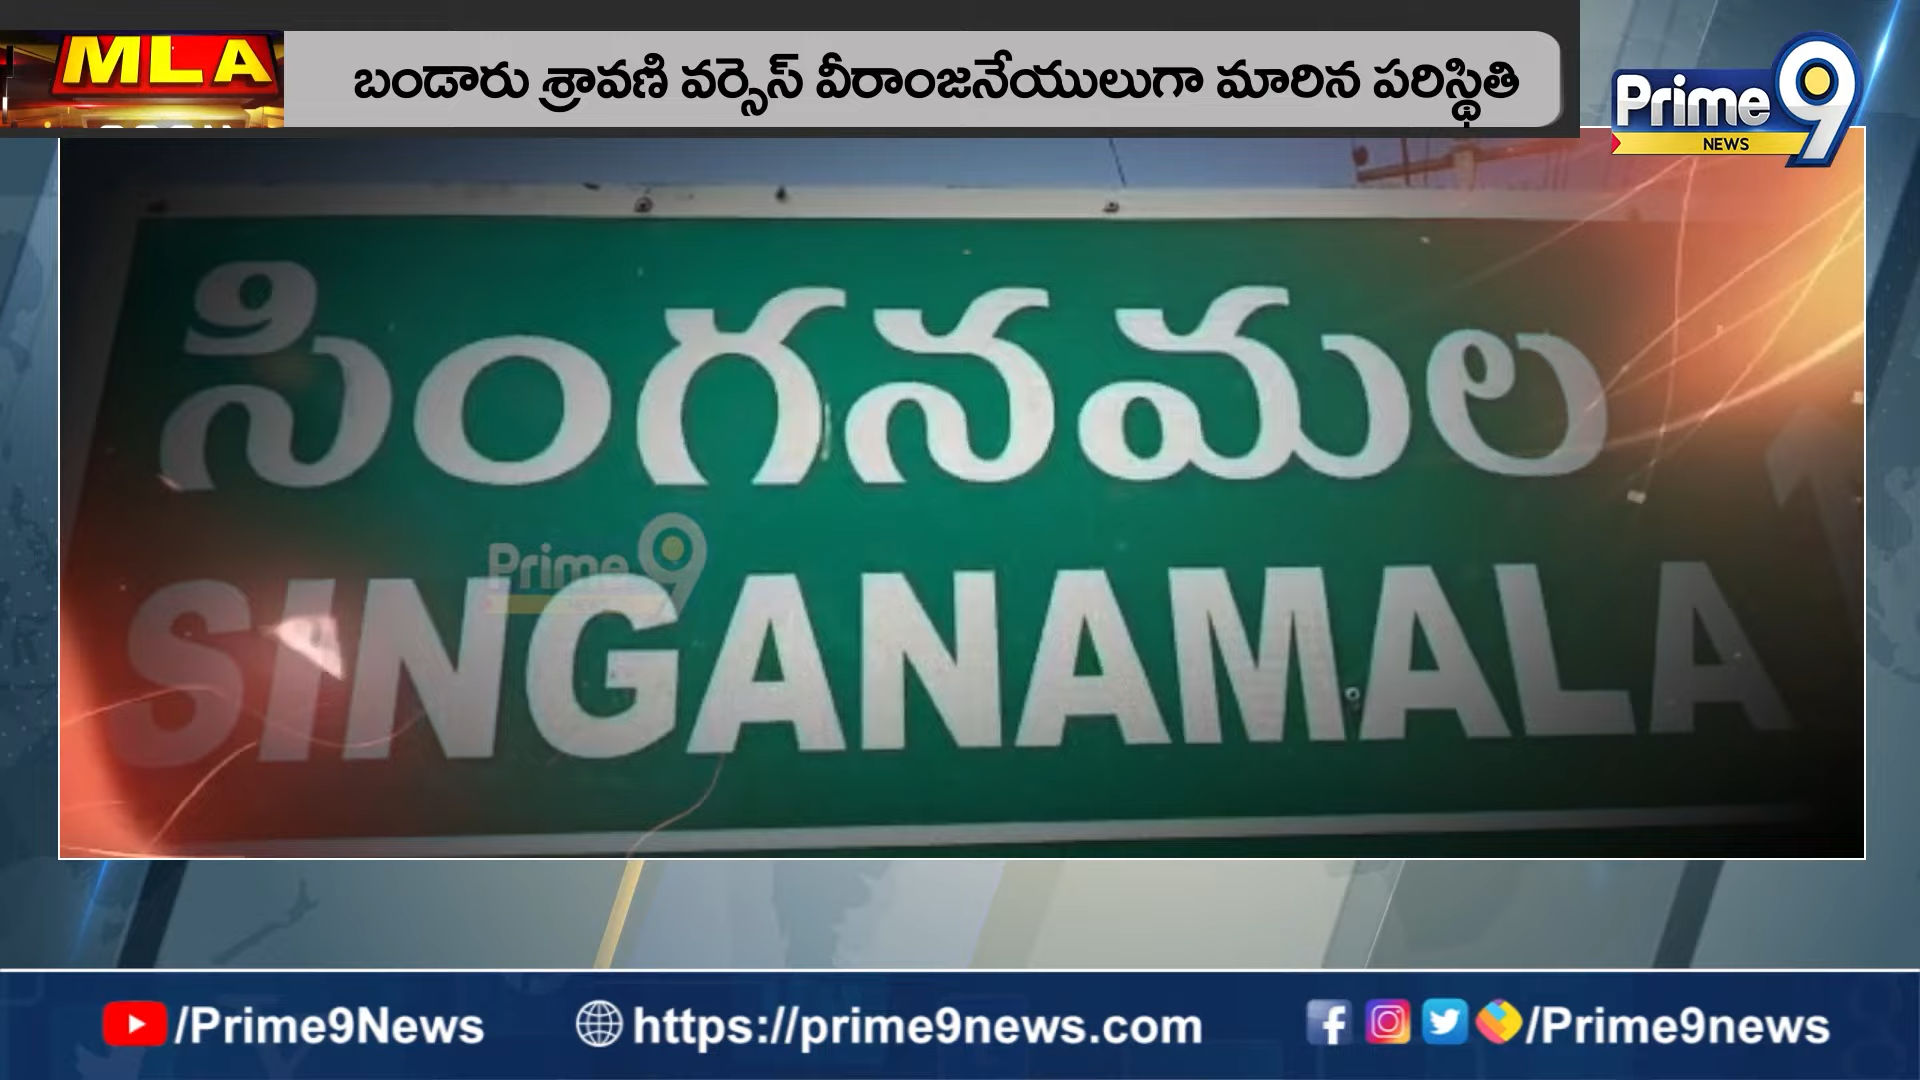 MLA
బండారు శ్రావణి వర్సెస్ వీరాంజనేయులుగా మారిన పరిస్థితి
Prime9
NEWS
సింగనమల
Prime9
SINGANAMALA
/Prime9News
https://prime9news.com
/Prime9news